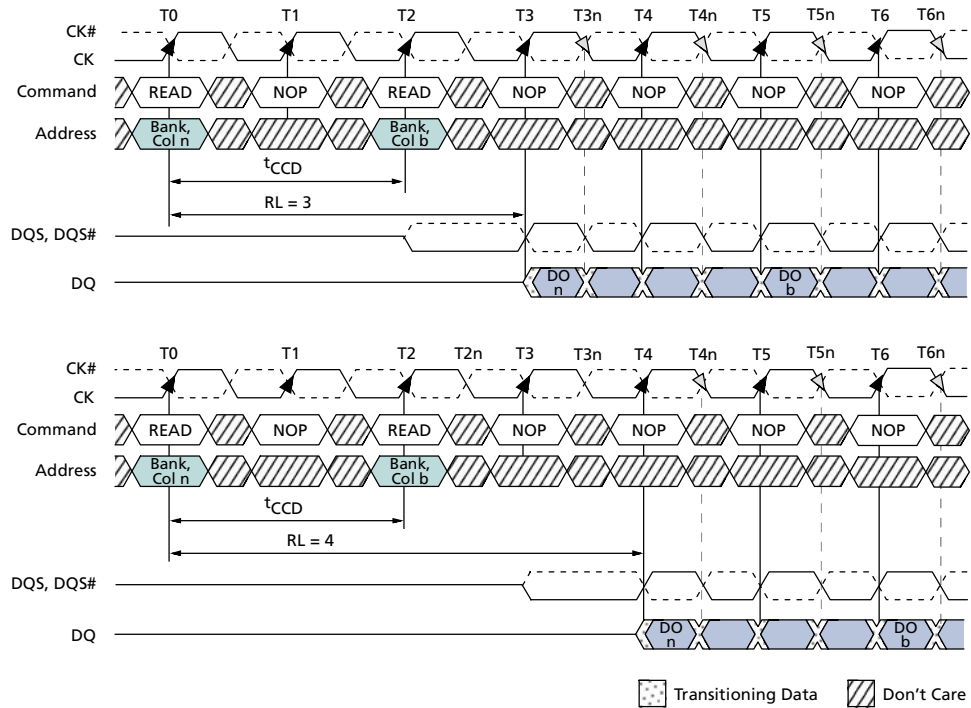 T0 T1 T2 T3 T3n T4 T4n T5 T5n T6 T6n
CK#
CK
Command READ NOP READ NOP NOP NOP NOP
Address Bank, Col n Bank, Col b
tCCD
RL = 3
DQS, DQS#
DQ DO n DO b
T0 T1 T2 T2n T3 T3n T4 T4n T5 T5n T6 T6n
CK#
CK
Command READ NOP READ NOP NOP NOP NOP
Address Bank, Col n Bank, Col b
tCCD
RL = 4
DQS, DQS#
DQ DO n DO b
Transitioning Data Don't Care